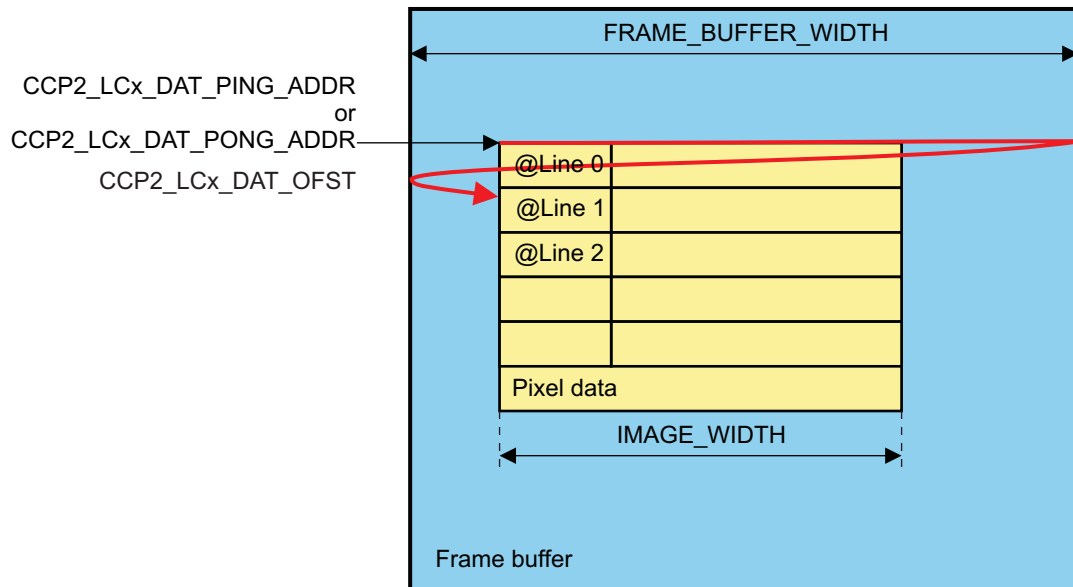 FRAME_BUFFER_WIDTH
CCP2_LCx_DAT_PING_ADDR
or
CCP2_LCx_DAT_PONG_ADDR
CCP2_LCx_DAT_OFST
@Line 0
@Line 1
@Line 2
Pixel data
IMAGE_WIDTH
Frame buffer